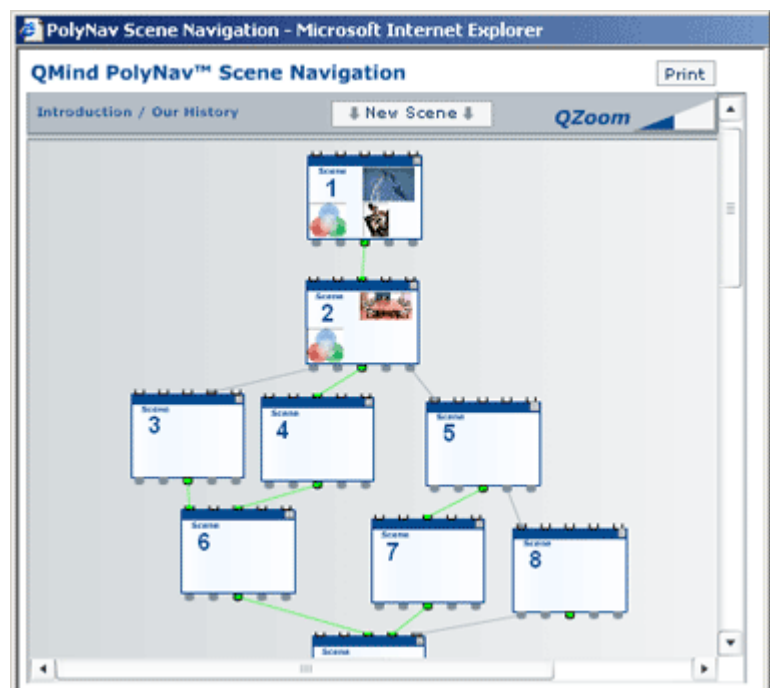 PolyNav Scene Navigation - Microsoft Internet Explorer
QMind PolyNav™ Scene Navigation
Print
Introduction / Our History
New Scene
QZoom
Scene
1
Scene
2
Scene
3
Scene
4
Scene
5
Scene
6
Scene
7
Scene
8
Scene